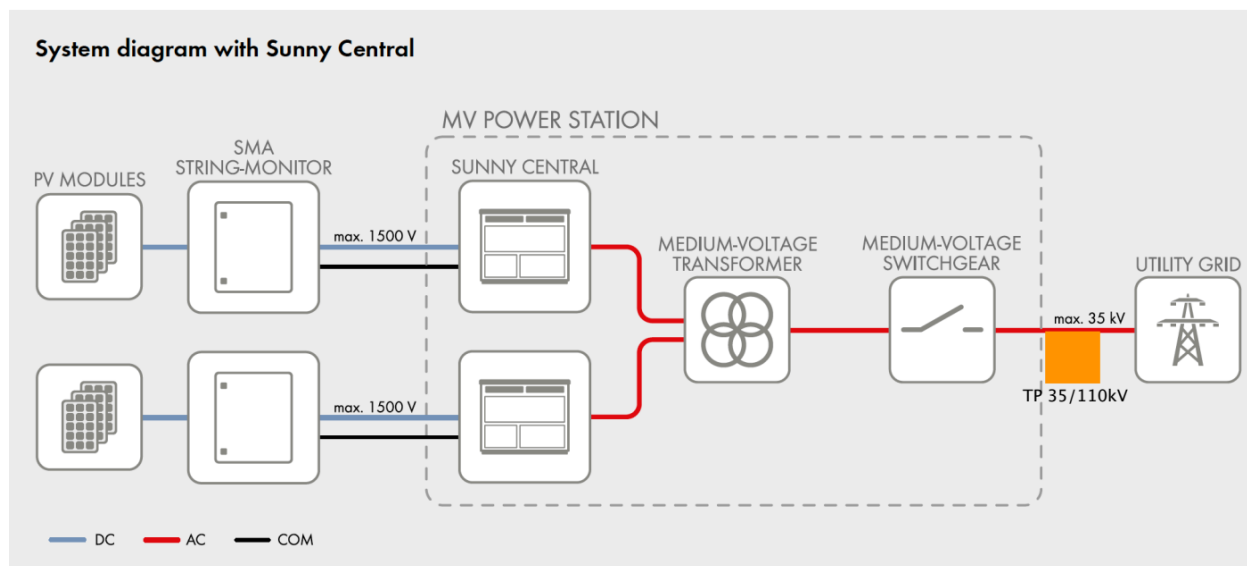 System diagram with Sunny Central
MV POWER STATION
SMA
STRING-MONITOR
PV MODULES
SUNNY CENTRAL
max. 1500 V
MEDIUM-VOLTAGE
TRANSFORMER
MEDIUM-VOLTAGE
SWITCHGEAR
UTILITY GRID
max. 35 kV
TP 35/110kV
max. 1500 V
DC
AC
COM